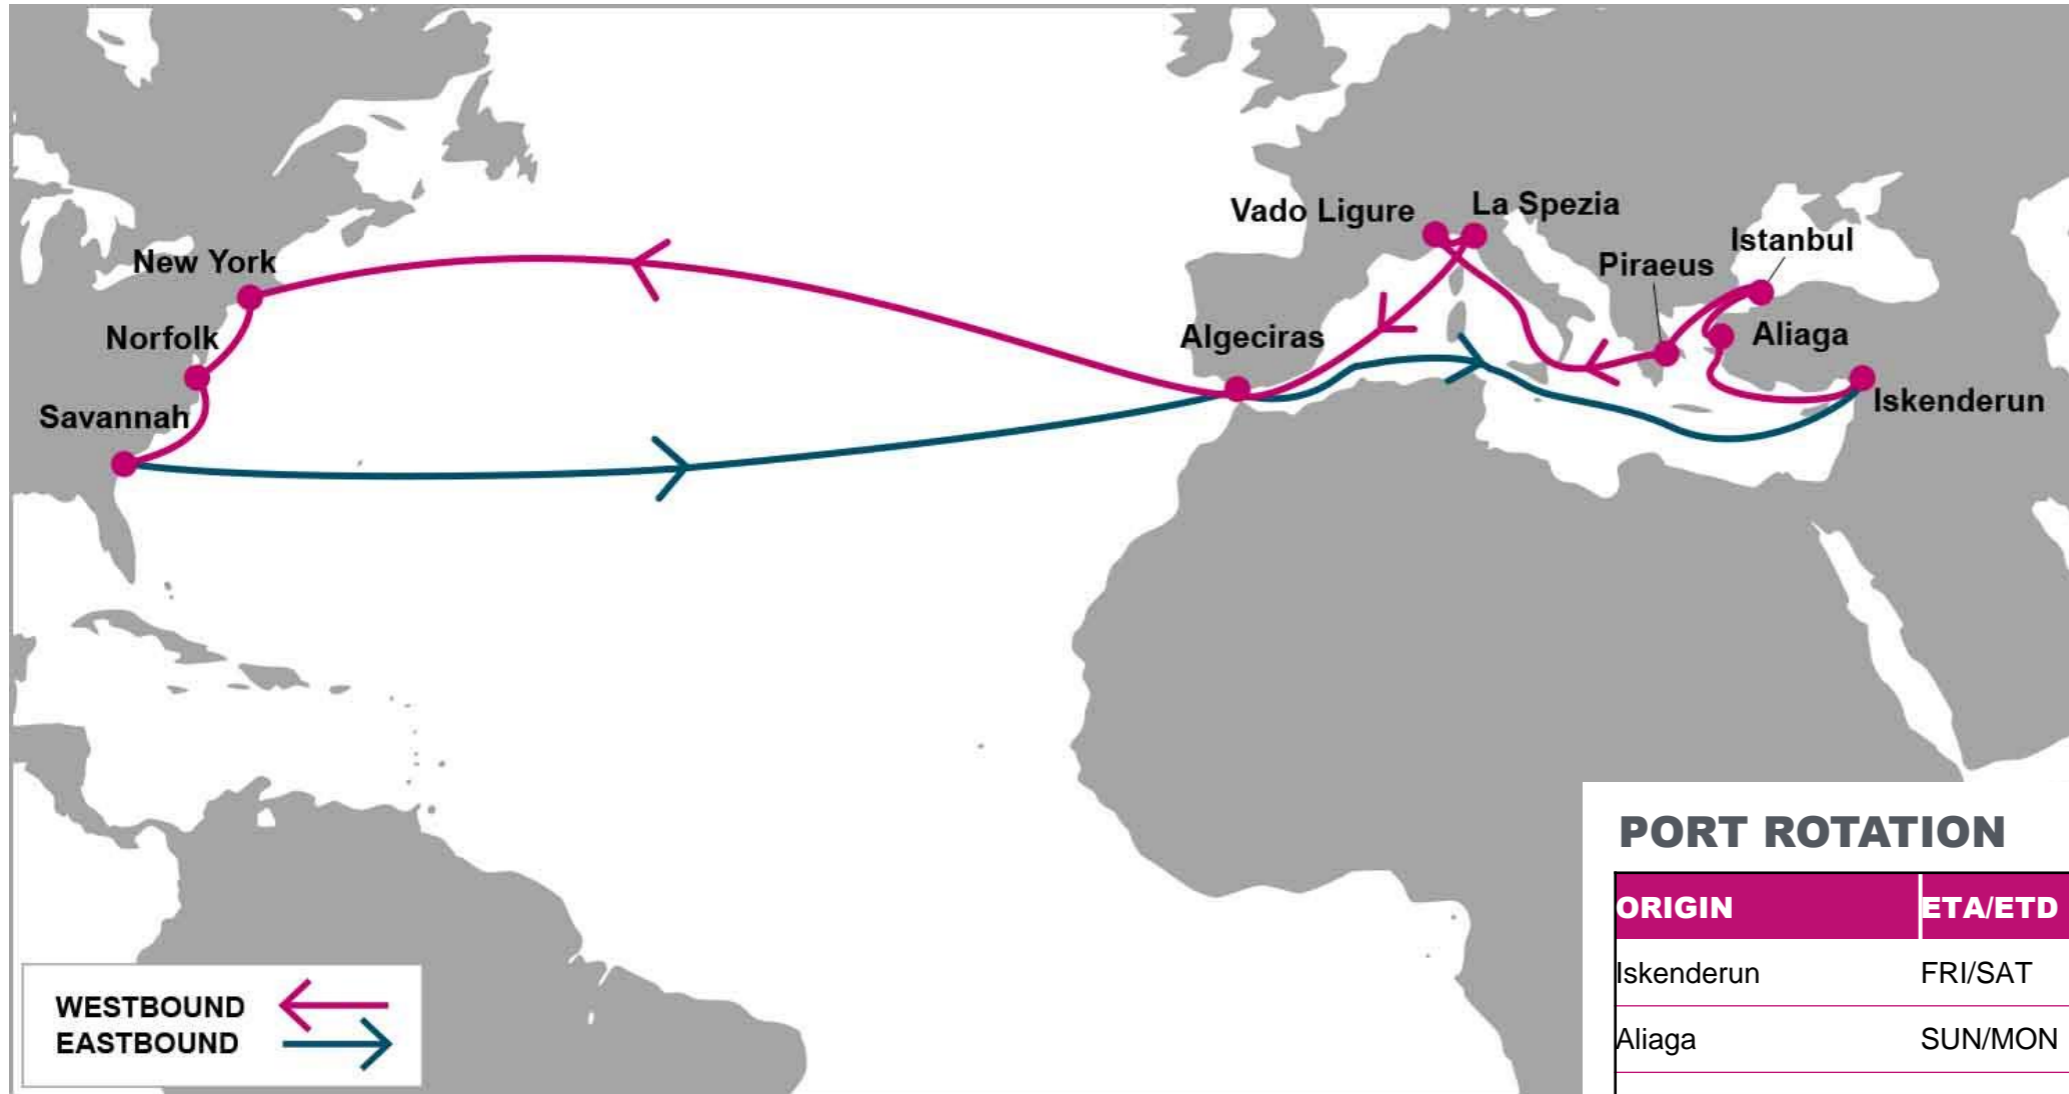 Vado Ligure
La Spezia
Istanbul
Piraeus
New York
Norfolk
Algeciras
Aliaga
Savannah
Iskenderun
PORT ROTATION
ORIGIN ETA/ETD
Iskenderun FRI/SAT
Aliaga SUN/MON
WESTBOUND
EASTBOUND